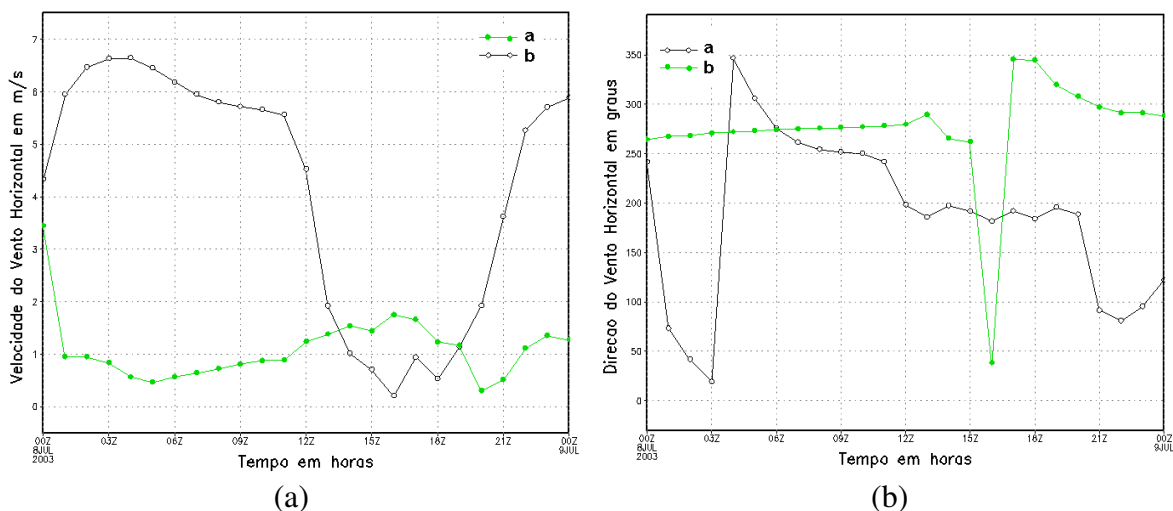 a
b
7
6
5
4
3
2
1
0
Velocidade do Vento Horizontal em m/s
00Z 03Z 06Z 09Z 12Z 15Z 18Z 21Z 00Z
8JUL 9JUL
2003
Tempo em horas
(a)
a
b
350
300
250
200
150
100
50
0
Direcao do Vento Horizontal em graus
00Z 03Z 06Z 09Z 12Z 15Z 18Z 21Z 00Z
8JUL 9JUL
2003
Tempo em horas
(b)